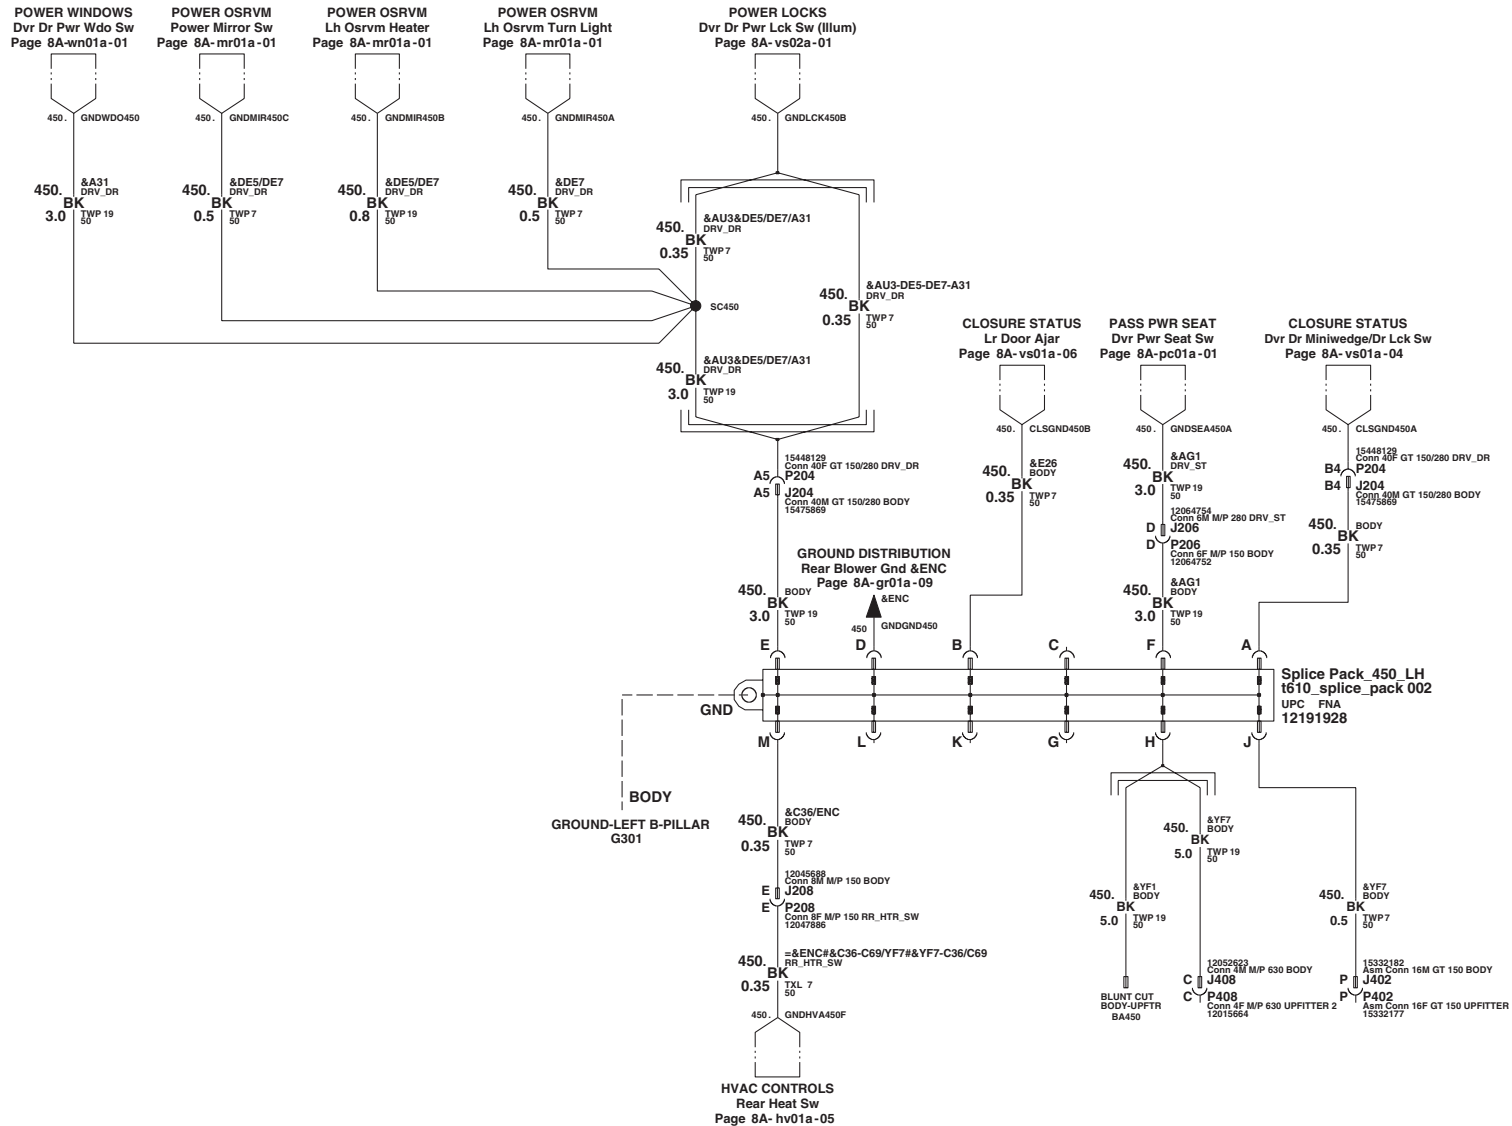 POWER WINDOWS
Dvr Dr Pwr Wdo Sw
Page 8A-wn01a-01
POWER OSRVM
Power Mirror Sw
Page 8A-mr01a-01
POWER OSRVM
Lh Osrvm Heater
Page 8A-mr01a-01
POWER OSRVM
Lh Osrvm Turn Light
Page 8A-mr01a-01
POWER LOCKS
Dvr Dr Pwr Lck Sw (Illum)
Page 8A-vs02a-01
450. GNDWDO450
450. GNDMIR450C
450. GNDMIR450B
450. GNDMIR450A
450. GNDLCK450B
450. &A31
BK DRV_DR
3.0 TWP 19
50
450. &DE5/DE7
BK DRV_DR
0.5 TWP 7
50
450. &DE5/DE7
BK DRV_DR
0.8 TWP 19
50
450. &DE7
BK DRV_DR
0.5 TWP 7
50
450. &AU3&DE5/DE7/A31
BK DRV_DR
0.35 TWP 7
50
SC450
450. &AU3-DE5-DE7-A31
BK DRV_DR
0.35 TWP 7
50
450. &AU3&DE5/DE7/A31
BK DRV_DR
3.0 TWP 19
50
CLOSURE STATUS
Lr Door Ajar
Page 8A-vs01a-06
PASS PWR SEAT
Dvr Pwr Seat Sw
Page 8A-pc01a-01
CLOSURE STATUS
Dvr Dr Miniwedge/Dr Lck Sw
Page 8A-vs01a-04
450. CLSGND450B
450. GNDSEA450A
450. CLSGND450A
15448129
Conn 40F GT 150/280 DRV_DR
A5 P204
A5 J204
Conn 40M GT 150/280 BODY
15475869
450. &E26
BK BODY
0.35 TWP 7
50
450. &AG1
BK DRV_ST
3.0 TWP 19
50
12064754
Conn 6M M/P 280 DRV_ST
D J206
D P206
Conn 6F M/P 150 BODY
12064752
15448129
Conn 40F GT 150/280 DRV_DR
B4 P204
B4 J204
Conn 40M GT 150/280 BODY
15475869
450. BODY
BK
0.35 TWP 7
50
GROUND DISTRIBUTION
Rear Blower Gnd &ENC
Page 8A-gr01a-09
&ENC
450 GNDGND450
450. BODY
BK
3.0 TWP 19
50
450. &AG1
BK BODY
3.0 TWP 19
50
E D B C F A
Splice Pack_450_LH
t610_splice_pack 002
UPC FNA
12191928
GND
M L K G H J
BODY
GROUND-LEFT B-PILLAR
G301
450. &C36/ENC
BK BODY
0.35 TWP 7
50
12045688
Conn 8M M/P 150 BODY
E J208
E P208
Conn 8F M/P 150 RR_HTR_SW
12047886
450. =&ENC#&C36-C69/YF7#&YF7-C36/C69
BK RR_HTR_SW
0.35 TXL 7
50
450. GNDHVA450F
HVAC CONTROLS
Rear Heat Sw
Page 8A-hv01a-05
450. &YF1
BK BODY
5.0 TWP 19
50
BLUNT CUT
BODY-UPFTR
BA450
450. &YF7
BK BODY
5.0 TWP 19
50
12052623
Conn 4M M/P 630 BODY
C J408
C P408
Conn 4F M/P 630 UPFITTER 2
12015664
450. &YF7
BK BODY
0.5 TWP 7
50
15332182
Asm Conn 16M GT 150 BODY
P J402
P P402
Asm Conn 16F GT 150 UPFITTER
15332177